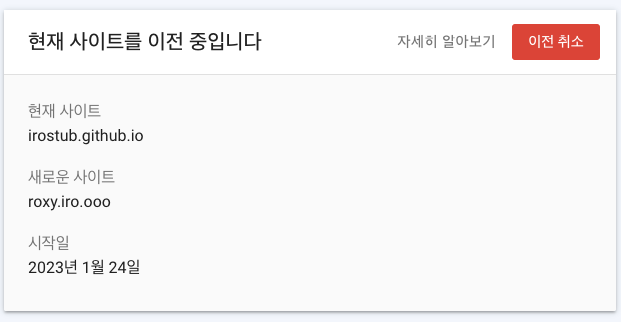 현재 사이트를 이전 중입니다
자세히 알아보기
이전 취소
현재 사이트
irostub.github.io
새로운 사이트
roxy.iro.ooo
시작일
2023년 1월 24일